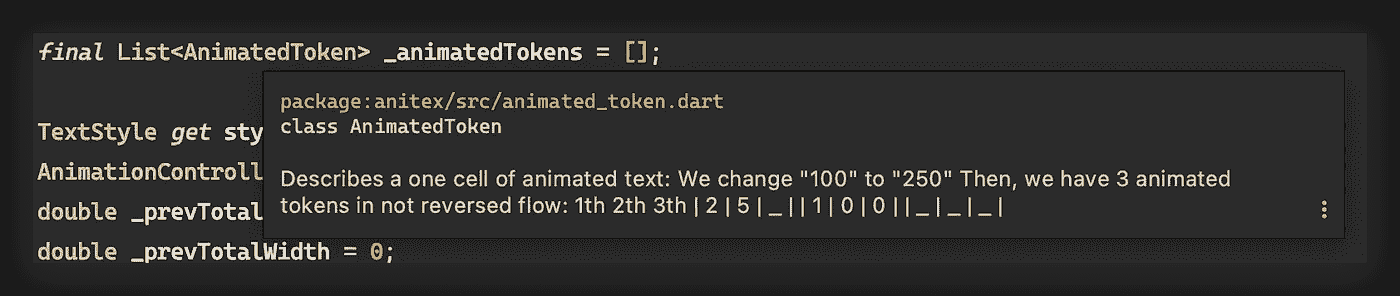 final List<AnimatedToken> _animatedTokens = [];
package:anitex/src/animated_token.dart
class AnimatedToken
Describes a one cell of animated text: We change "100" to "250" Then, we have 3 animated
tokens in not reversed flow: 1th 2th 3th | 2 | 5 | _ | | 1 | 0 | 0 | | _ | _ | _ |
TextStyle get sty
AnimationControll
double _prevTotal
double _prevTotalWidth = 0;